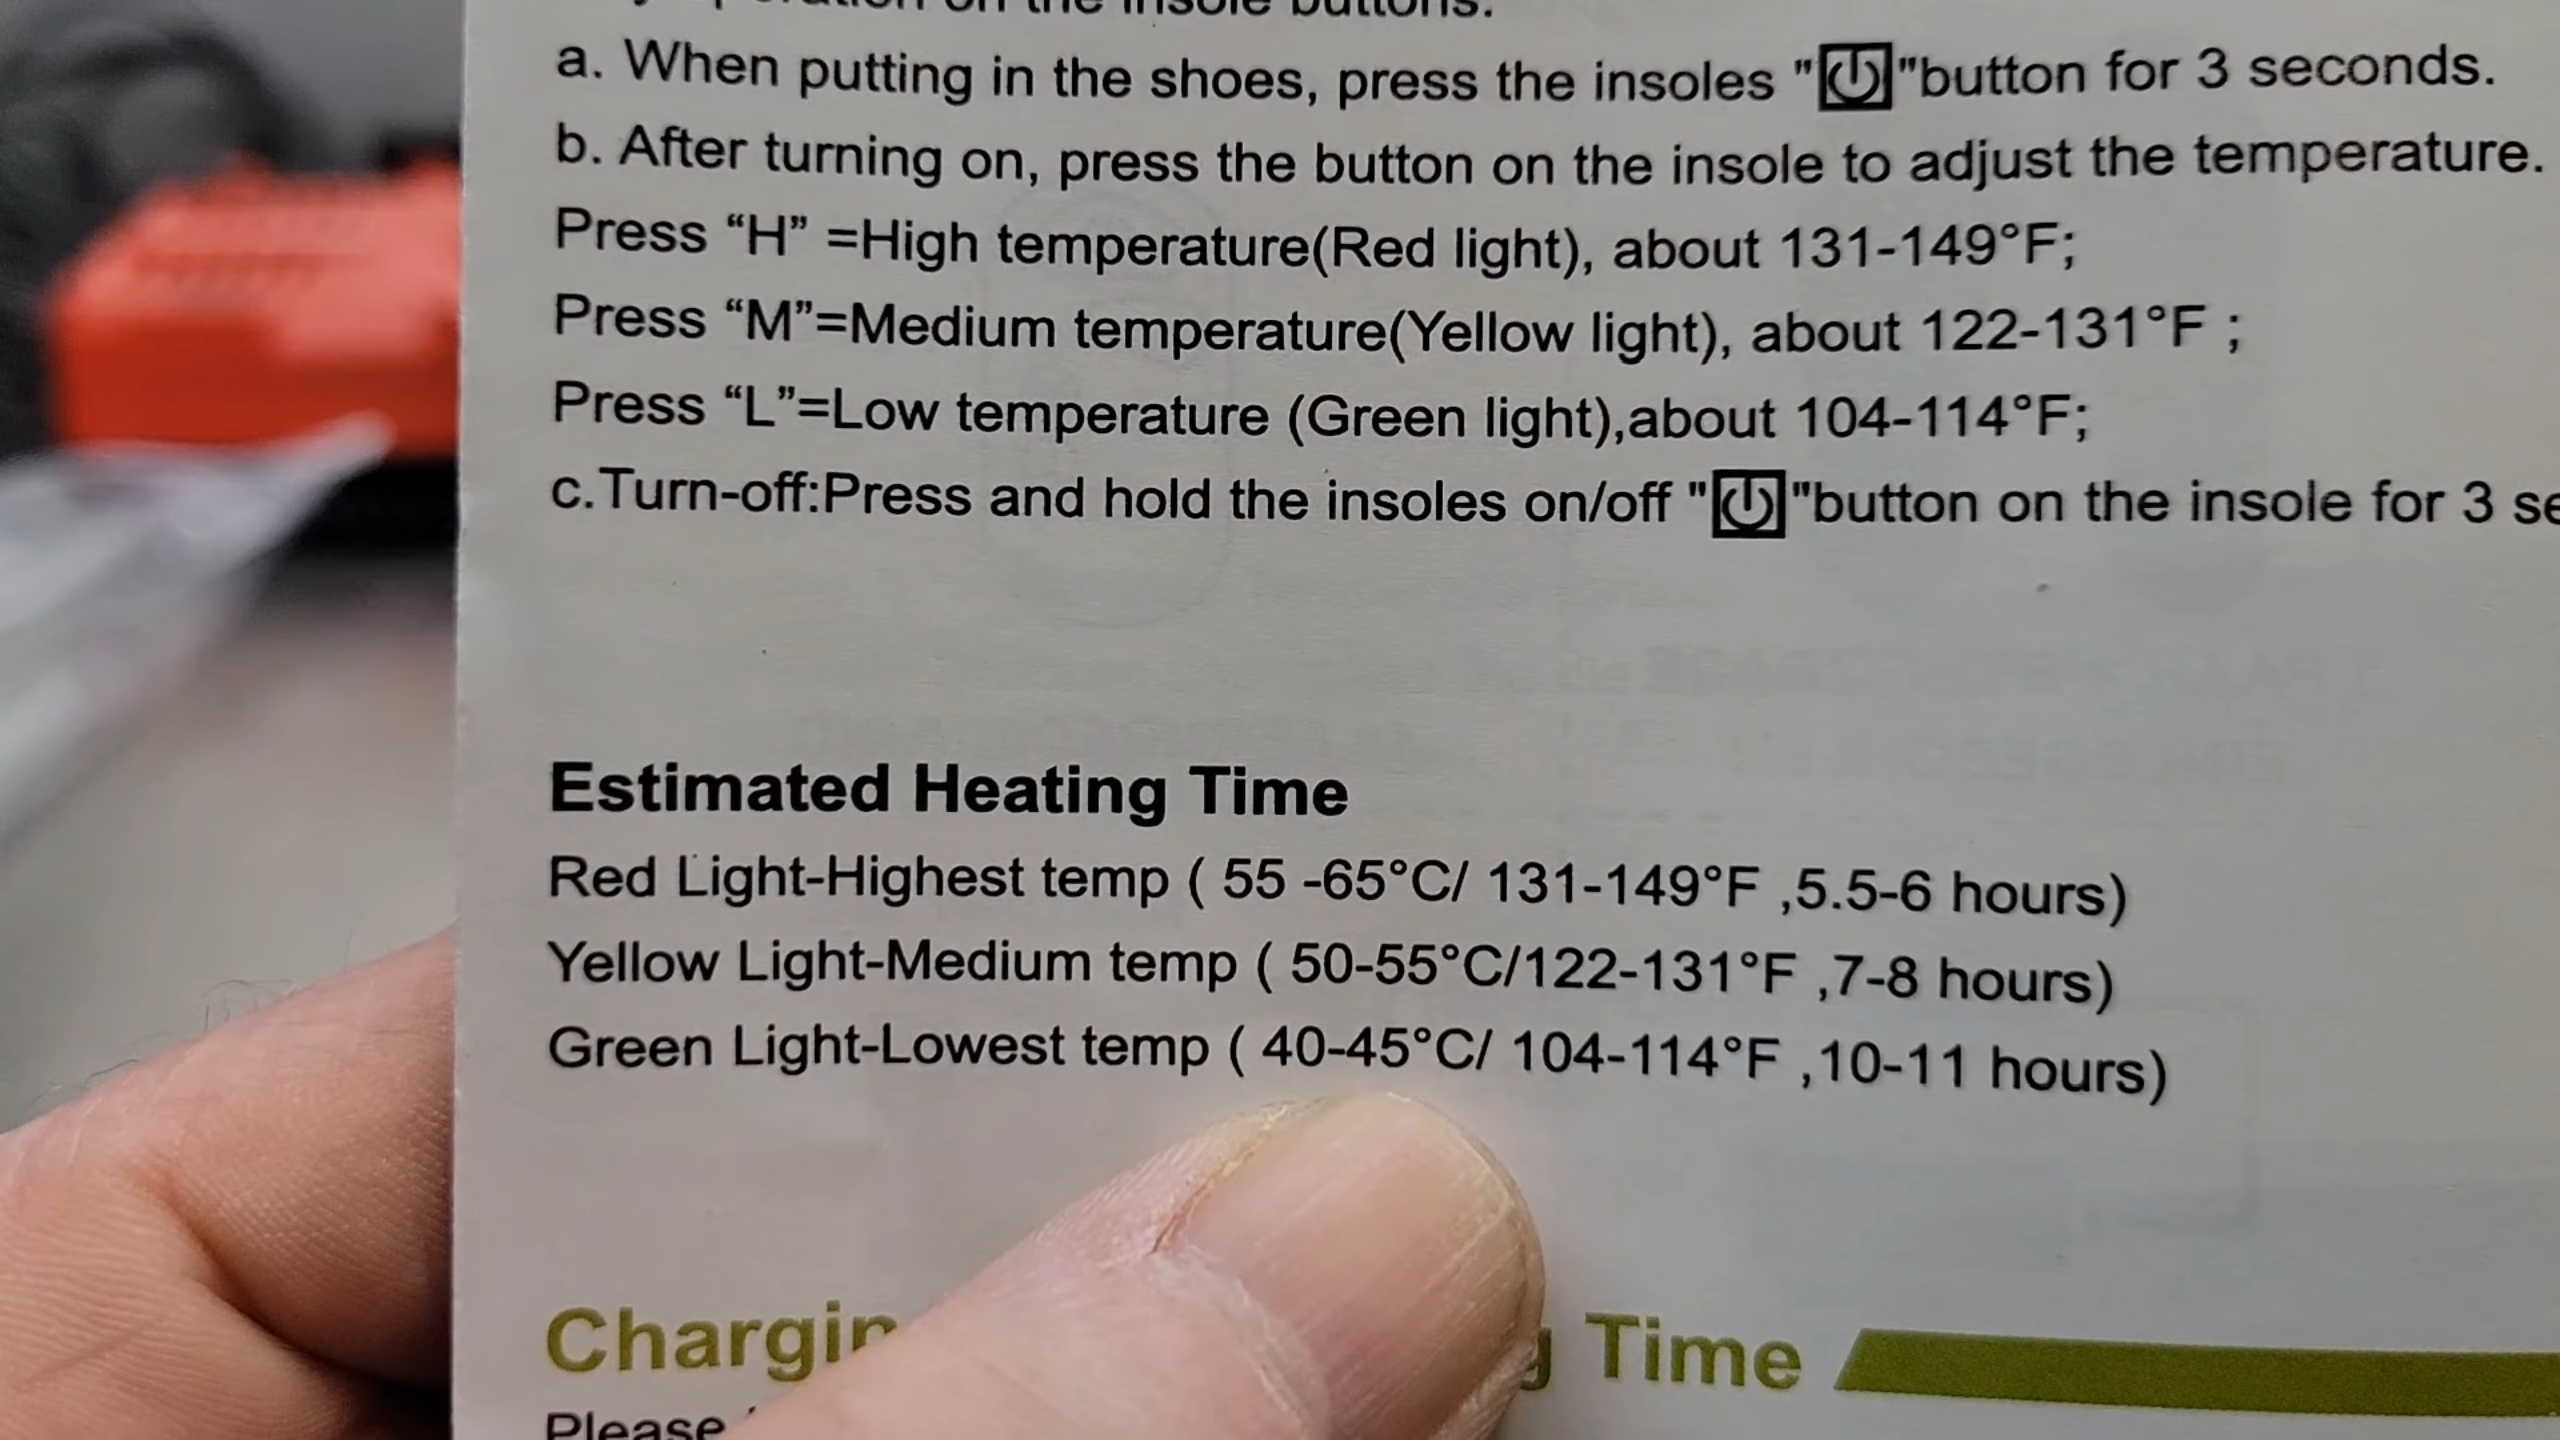 on the insole buttons.
a. When putting in the shoes, press the insoles "⏻"button for 3 seconds.
b. After turning on, press the button on the insole to adjust the temperature.
Press “H” =High temperature(Red light), about 131-149°F;
Press “M”=Medium temperature(Yellow light), about 122-131°F ;
Press “L”=Low temperature (Green light),about 104-114°F;
c.Turn-off:Press and hold the insoles on/off "⏻"button on the insole for 3
Estimated Heating Time
Red Light-Highest temp ( 55 -65°C/ 131-149°F ,5.5-6 hours)
Yellow Light-Medium temp ( 50-55°C/122-131°F ,7-8 hours)
Green Light-Lowest temp ( 40-45°C/ 104-114°F ,10-11 hours)
Time
Please